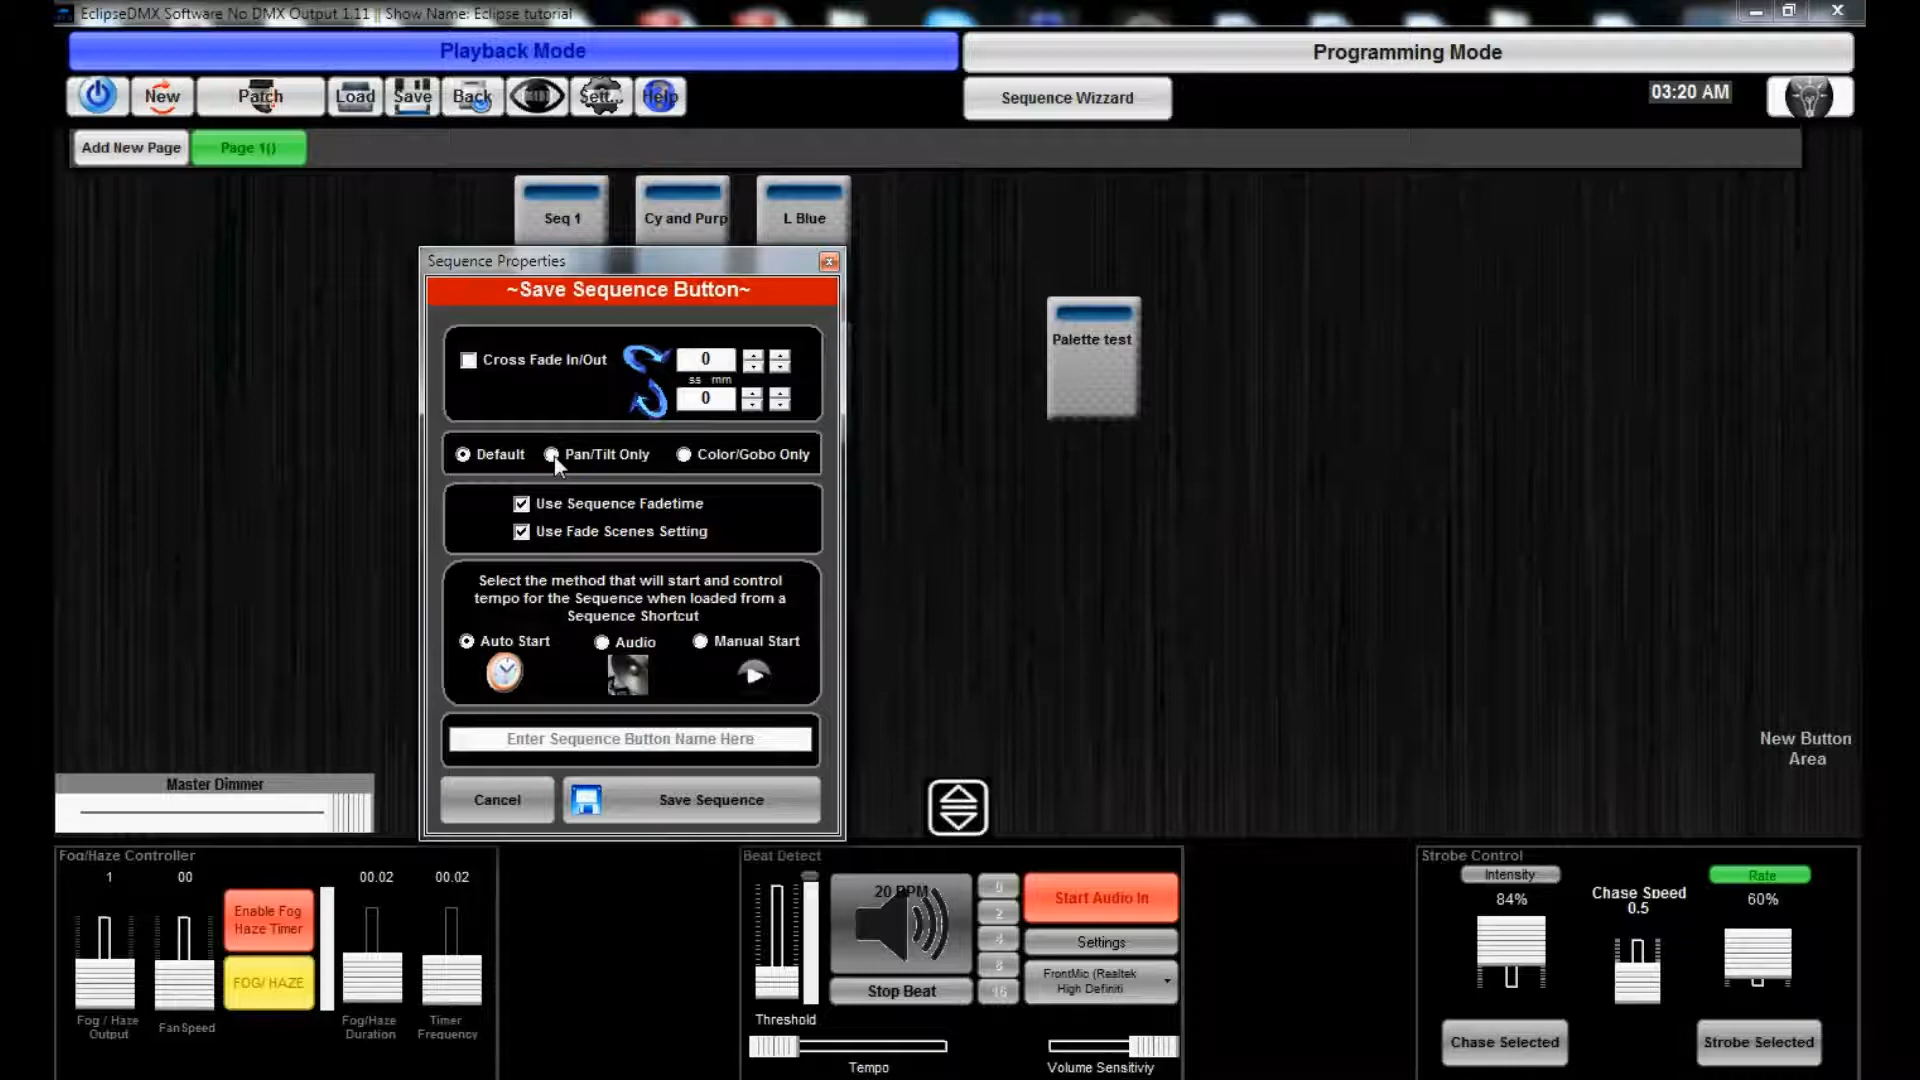 EclipseDMX Software No DMX Output 1.11 || Show Name: Eclipse tutorial
Playback Mode
Programming Mode
New
Patch
Load
Save
Back
Sett...
Help
Sequence Wizzard
03:20 AM
Add New Page
Page 1()
Seq 1
Cy and Purp
L Blue
Sequence Properties
~Save Sequence Button~
Cross Fade In/Out
0
ss mm
0
Palette test
Default
Pan/Tilt Only
Color/Gobo Only
Use Sequence Fadetime
Use Fade Scenes Setting
Select the method that will start and control
tempo for the Sequence when loaded from a
Sequence Shortcut
Auto Start
Audio
Manual Start
Enter Sequence Button Name Here
Cancel
Save Sequence
New Button
Area
Master Dimmer
Fog/Haze Controller
1
00
00.02
00.02
Enable Fog
Haze Timer
FOG/ HAZE
Fog / Haze
Output
FanSpeed
Fog/Haze
Duration
Timer
Frequency
Beat Detect
20 BPM
Stop Beat
Threshold
Tempo
2
4
8
16
Start Audio In
Settings
FrontMic (Realtek
High Definiti
Volume Sensitiviy
Strobe Control
Intensity
84%
Chase Speed
0.5
Rate
60%
Chase Selected
Strobe Selected